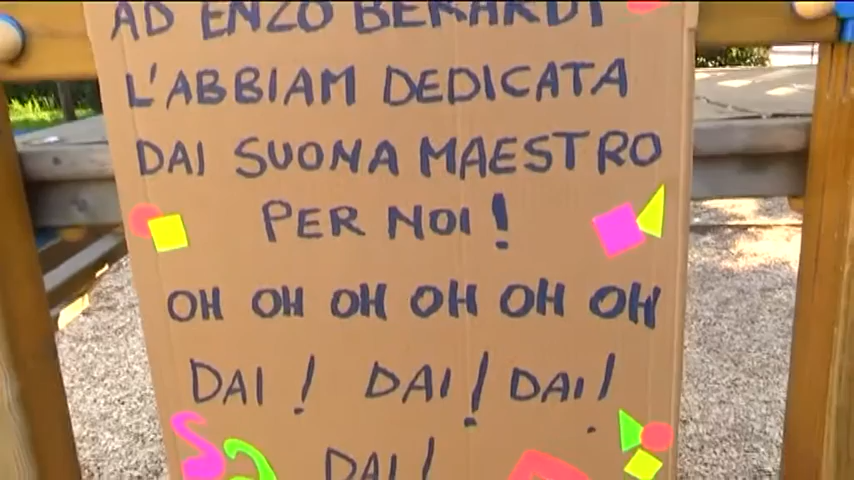 AD ENZO BERARDI
L'ABBIAM DEDICATA
DAI SUONA MAESTRO
PER NOI!
OH OH OH OH OH OH
DAI! DAI! DAI!
DAI!